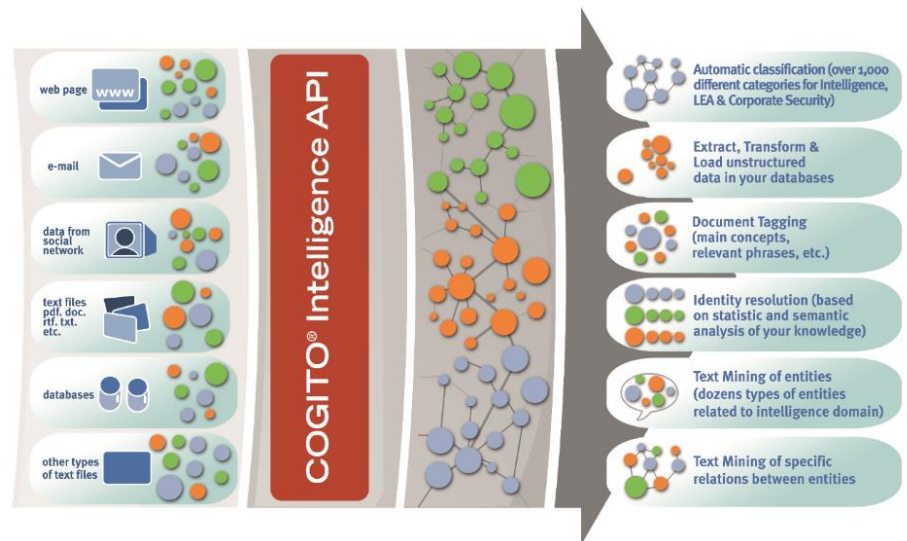 web page
www
e-mail
data from
social
network
text files
pdf. doc.
rtf. txt.
etc.
databases
other types
of text files
COGITO® Intelligence API
Automatic classification (over 1,000
different categories for Intelligence,
LEA & Corporate Security)
Extract, Transform &
Load unstructured
data in your databases
Document Tagging
(main concepts,
relevant phrases, etc.)
Identity resolution (based
on statistic and semantic
analysis of your knowledge)
Text Mining of entities
(dozens types of entities
related to intelligence domain)
Text Mining of specific
relations between entities